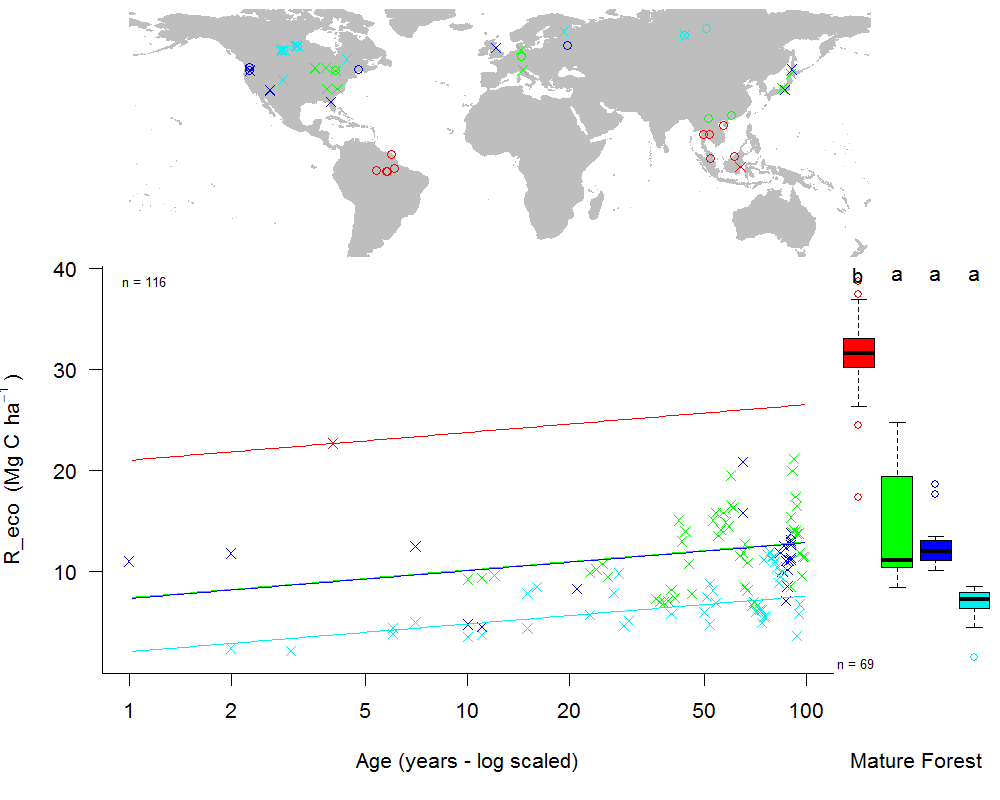 40
n = 116
b a a a
30
20
10
R_eco (Mg C ha⁻¹)
n = 69
1 2 5 10 20 50 100
Age (years - log scaled)
Mature Forest